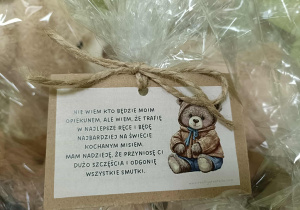 NIE WIEM KTO BĘDZIE MOIM
OPIEKUNEM, ALE WIEM, ŻE TRAFIĘ
W NAJLEPSZE RĘCE I BĘDĘ
NAJBARDZIEJ NA ŚWIECIE
KOCHANYM MISIEM.
MAM NADZIEJĘ, ŻE PRZYNIOSĘ CI
DUŻO SZCZĘŚCIA I ODGONIĘ
WSZYSTKIE SMUTKI.